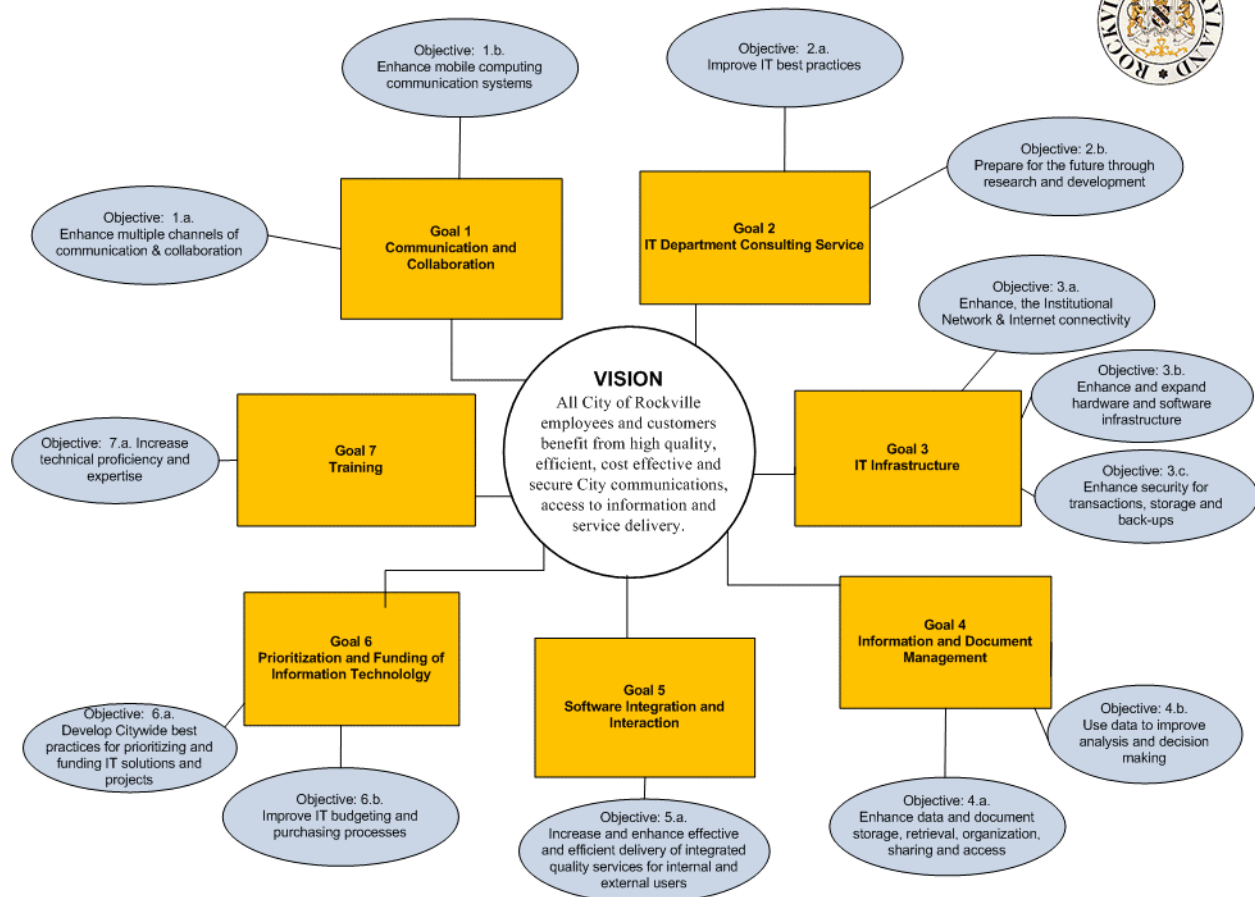 Objective: 1.b.
Enhance mobile computing
communication systems
Objective: 2.a.
Improve IT best practices
ROCKVI
RYLAND
Objective: 2.b.
Prepare for the future through
research and development
Objective: 1.a.
Enhance multiple channels of
communication & collaboration
Goal 1
Communication and
Collaboration
Goal 2
IT Department Consulting Service
Objective: 3.a.
Enhance, the Institutional
Network & Internet connectivity
VISION
All City of Rockville
employees and customers
benefit from high quality,
efficient, cost effective and
secure City communications,
access to information and
service delivery.
Objective: 3.b.
Enhance and expand
hardware and software
infrastructure
Goal 7
Training
Objective: 7.a. Increase
technical proficiency and
expertise
Goal 3
IT Infrastructure
Objective: 3.c.
Enhance security for
transactions, storage and
back-ups
Goal 6
Prioritization and Funding of
Information Technololgy
Goal 4
Information and Document
Management
Goal 5
Software Integration and
Interaction
Objective: 6.a.
Develop Citywide best
practices for prioritizing and
funding IT solutions and
projects
Objective: 4.b.
Use data to improve
analysis and decision
making
Objective: 6.b.
Improve IT budgeting and
purchasing processes
Objective: 5.a.
Increase and enhance effective
and efficient delivery of integrated
quality services for internal and
external users
Objective: 4.a.
Enhance data and document
storage, retrieval, organization,
sharing and access